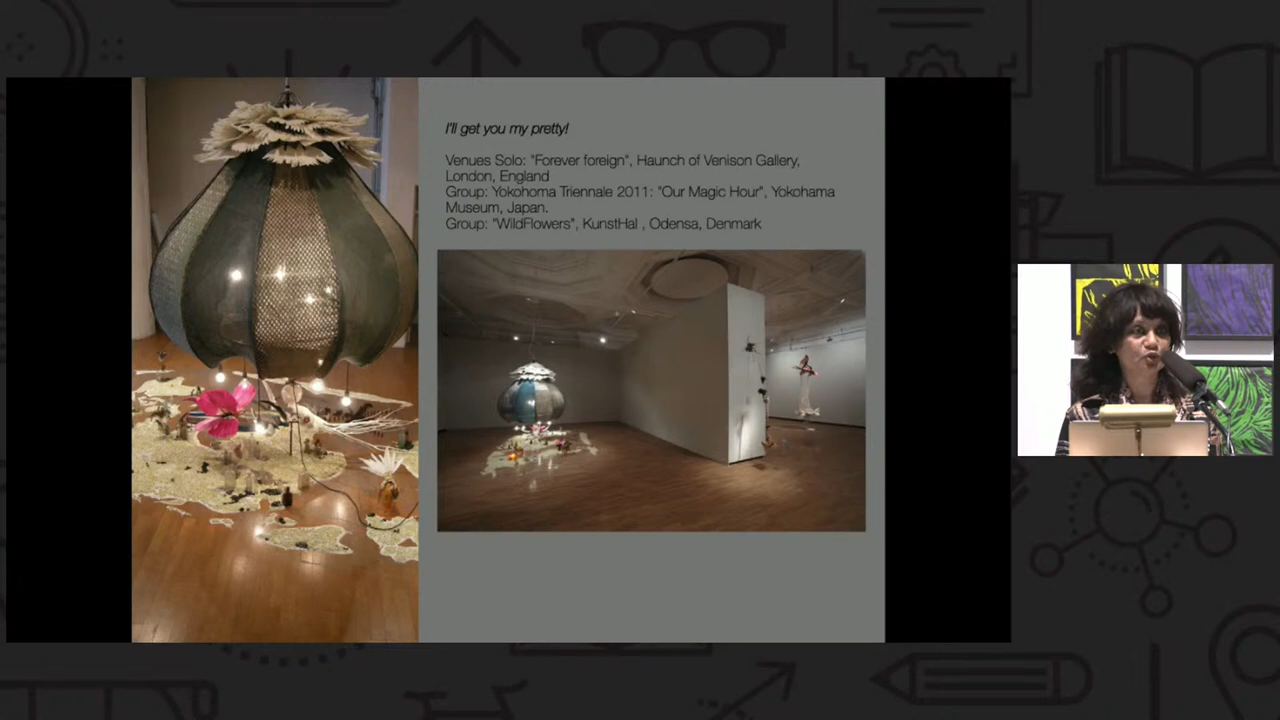 I'll get you my pretty!
Venues Solo: "Forever foreign", Haunch of Venison Gallery,
London, England
Group: Yokohoma Triennale 2011: "Our Magic Hour", Yokohama
Museum, Japan.
Group: "WildFlowers", KunstHal , Odensa, Denmark